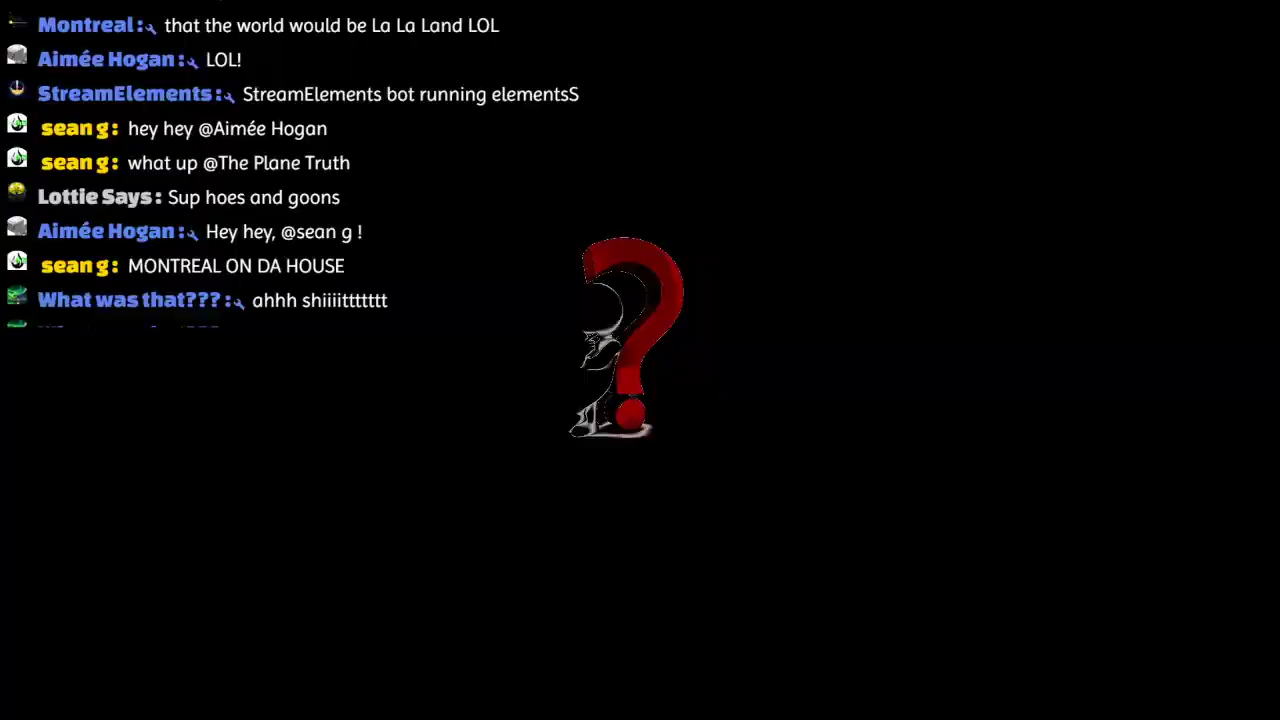 Montreal: that the world would be La La Land LOL
Aimée Hogan: LOL!
StreamElements: StreamElements bot running elementsS
sean g: hey hey @Aimée Hogan
sean g: what up @The Plane Truth
Lottie Says: Sup hoes and goons
Aimée Hogan: Hey hey, @sean g !
sean g: MONTREAL ON DA HOUSE
What was that???: ahhh shiiiittttttt
?